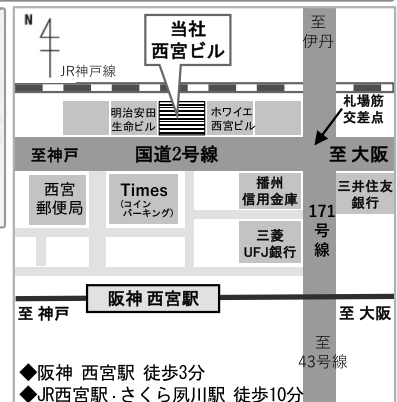 N
当社
西宮ビル
至
伊丹
JR神戸線
明治安田
生命ビル
ホワイエ
西宮ビル
札場筋
交差点
至神戸
国道2号線
至 大阪
西宮
郵便局
Times
(コイン
パーキング)
播州
信用金庫
三井住友
銀行
171
号
線
三菱
UFJ銀行
阪神 西宮駅
至 神戸
至 大阪
至
43号線
◆阪神 西宮駅 徒歩3分
◆JR西宮駅・さくら夙川駅 徒歩10分